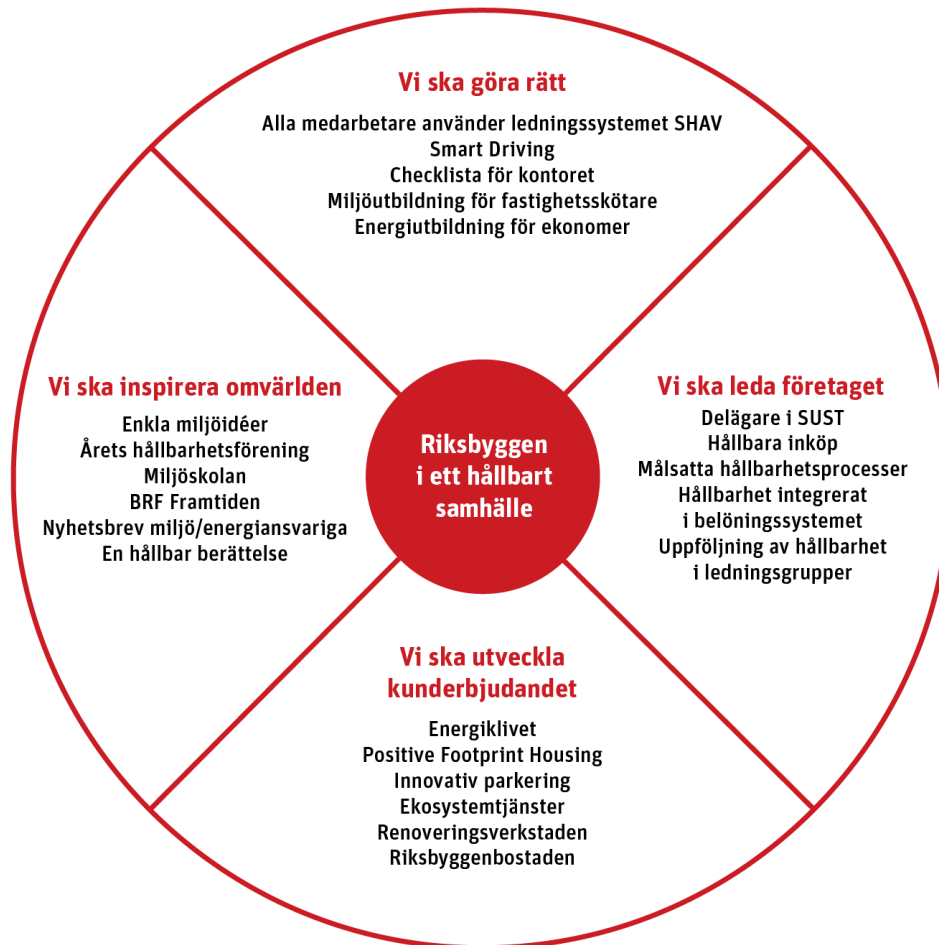 Vi ska göra rätt
Alla medarbetare använder ledningssystemet SHAV
Smart Driving
Checklista för kontoret
Miljöutbildning för fastighetsskötare
Energiutbildning för ekonomer
Vi ska inspirera omvärlden
Enkla miljöidéer
Årets hållbarhetsförening
Miljöskolan
BRF Framtiden
Nyhetsbrev miljö/energiansvariga
En hållbar berättelse
Riksbyggen
i ett hållbart
samhälle
Vi ska leda företaget
Delägare i SUST
Hållbara inköp
Målsatta hållbarhetsprocesser
Hållbarhet integrerat
i belöningssystemet
Uppföljning av hållbarhet
i ledningsgrupper
Vi ska utveckla
kunderbjudandet
Energiklivet
Positive Footprint Housing
Innovativ parkering
Ekosystemtjänster
Renoveringsverkstaden
Riksbyggenbostaden